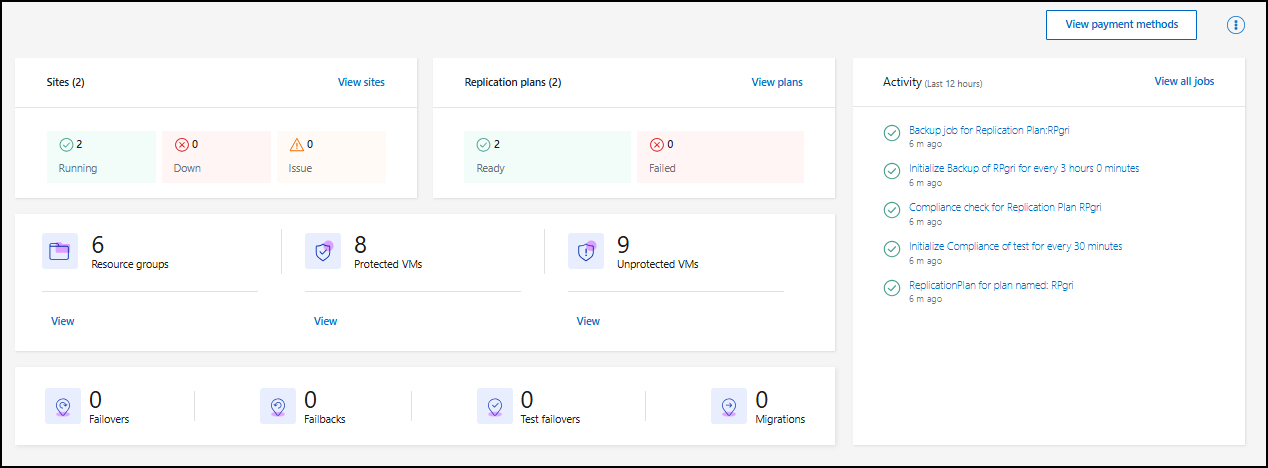 View payment methods
Sites (2)
View sites
2
Running
0
Down
0
Issue
Replication plans (2)
View plans
2
Ready
0
Failed
6
Resource groups
View
8
Protected VMs
View
9
Unprotected VMs
View
0
Failovers
0
Failbacks
0
Test failovers
0
Migrations
Activity (Last 12 hours)
View all jobs
Backup job for Replication Plan:RPgri
6 m ago
Initialize Backup of RPgri for every 3 hours 0 minutes
6 m ago
Compliance check for Replication Plan RPgri
6 m ago
Initialize Compliance of test for every 30 minutes
6 m ago
ReplicationPlan for plan named: RPgri
6 m ago